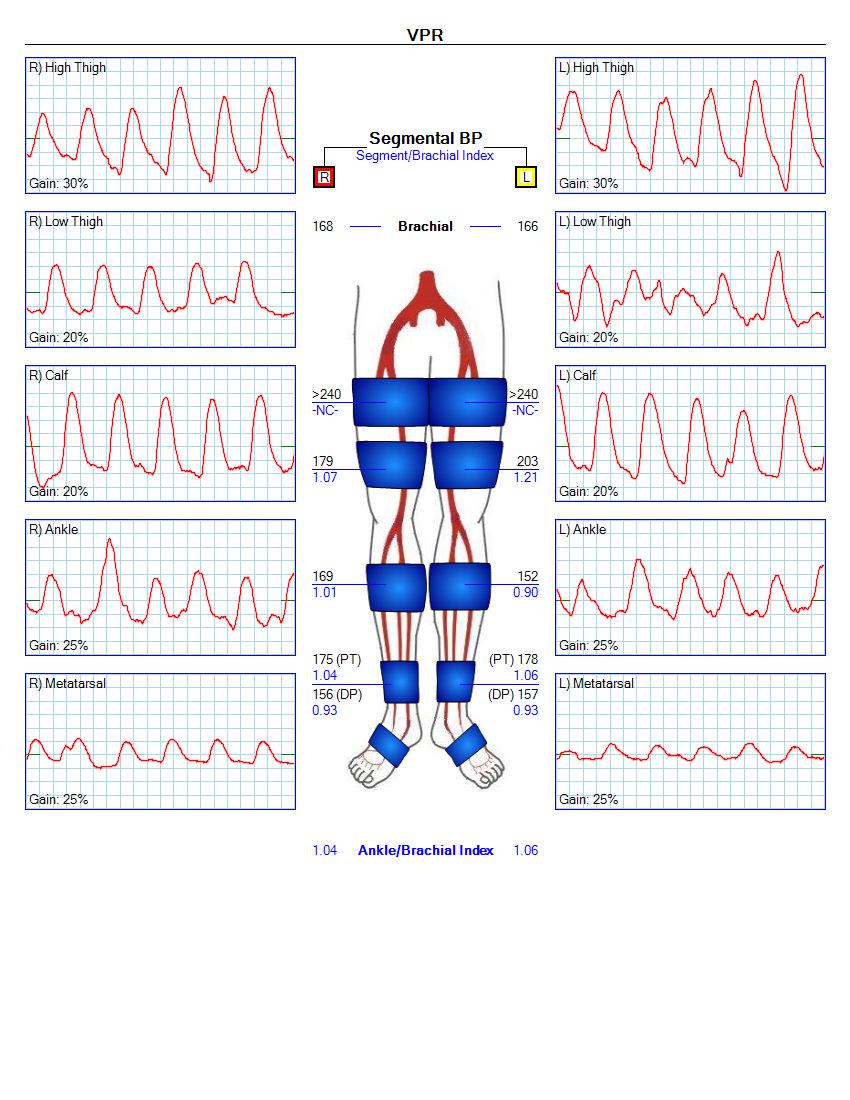 VPR
R) High Thigh
Gain: 30%
R) Low Thigh
Gain: 20%
R) Calf
Gain: 20%
R) Ankle
Gain: 25%
R) Metatarsal
Gain: 25%
Segmental BP
Segment/Brachial Index
R L
168 Brachial 166
>240 >240
-NC- -NC-
179 203
1.07 1.21
169 152
1.01 0.90
175 (PT) (PT) 178
1.04 1.06
156 (DP) (DP) 157
0.93 0.93
1.04 Ankle/Brachial Index 1.06
L) High Thigh
Gain: 30%
L) Low Thigh
Gain: 20%
L) Calf
Gain: 20%
L) Ankle
Gain: 25%
L) Metatarsal
Gain: 25%